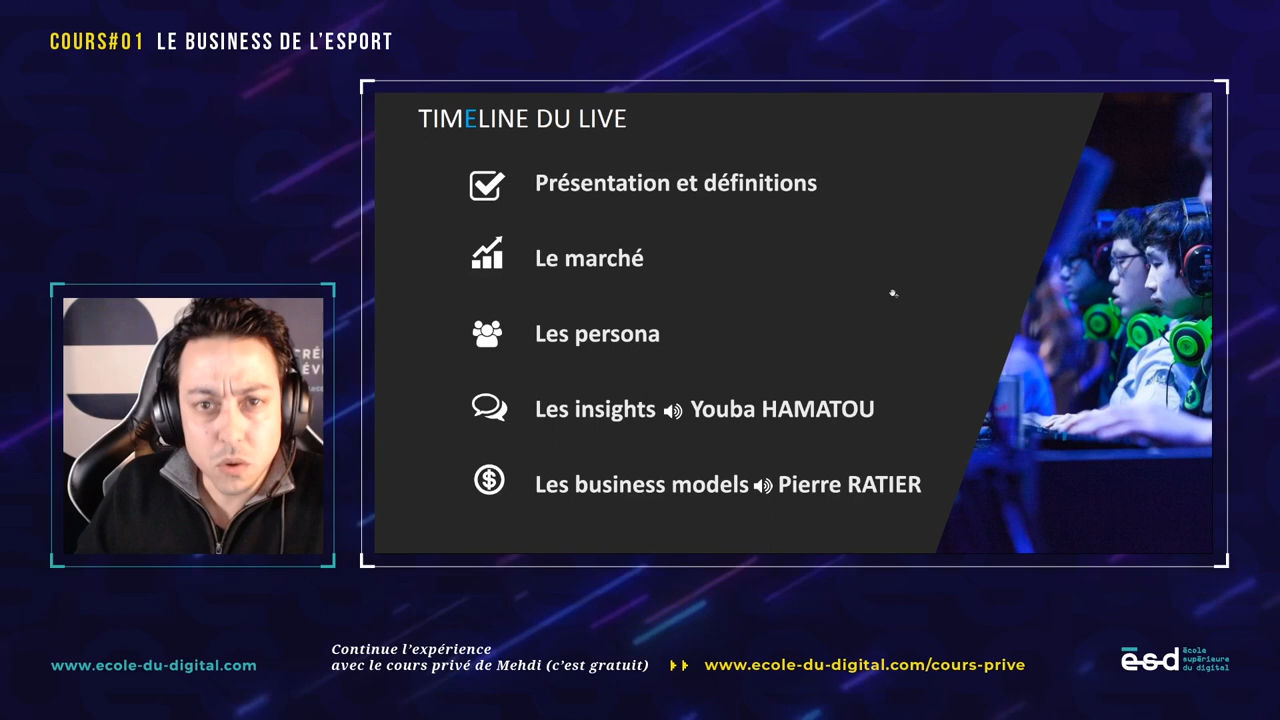 COURS#01 LE BUSINESS DE L'ESPORT
TIMELINE DU LIVE
Présentation et définitions
Le marché
Les persona
Les insights Youba HAMATOU
Les business models Pierre RATIER
www.ecole-du-digital.com
Continue l'expérience
avec le cours privé de Mehdi (c'est gratuit)
www.ecole-du-digital.com/cours-prive
esd
école
supérieure
du digital